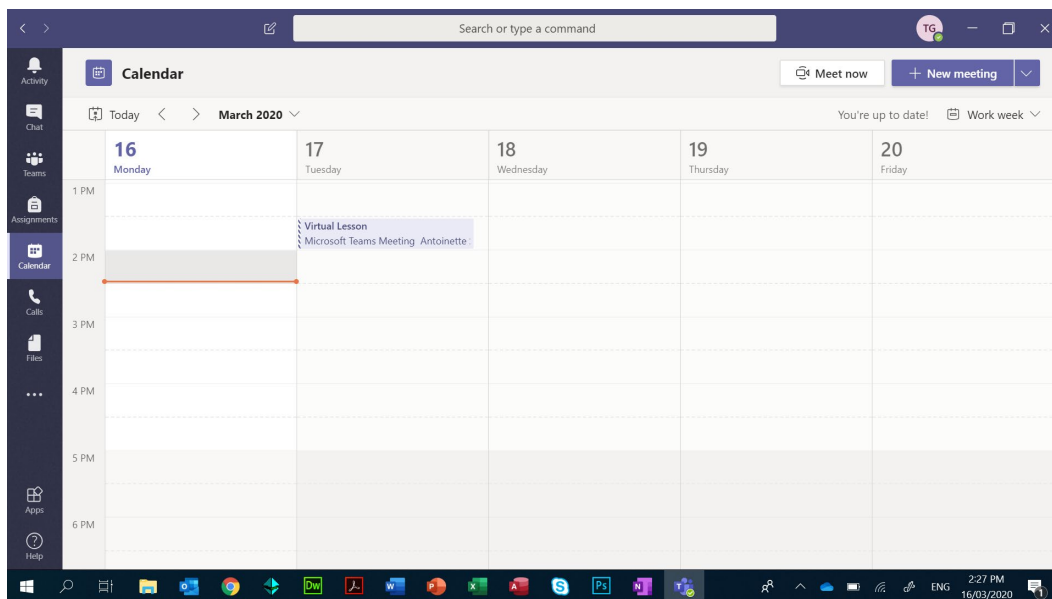 Search or type a command
TG
Activity
Chat
Teams
Assignments
Calendar
Calls
Files
Apps
Help
Calendar
Meet now
New meeting
Today
March 2020
You're up to date!
Work week
16
Monday
17
Tuesday
18
Wednesday
19
Thursday
20
Friday
1 PM
Virtual Lesson
Microsoft Teams Meeting Antoinette
2 PM
3 PM
4 PM
5 PM
6 PM
Dw
Ps
ENG
2:27 PM
16/03/2020
1